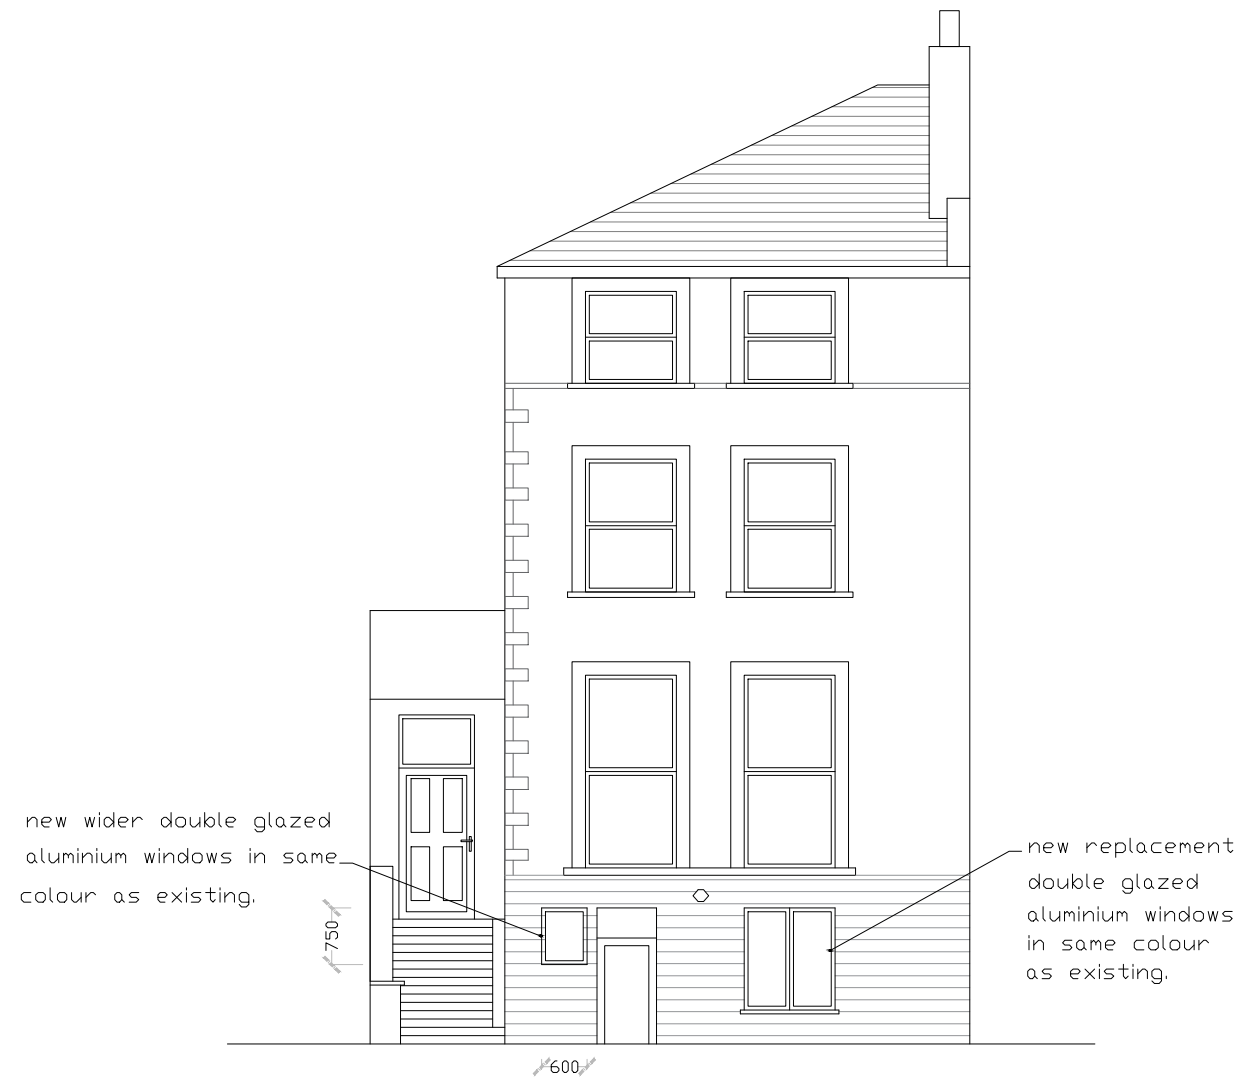 new wider double glazed
aluminium windows in same
colour as existing.
750
600
new replacement
double glazed
aluminium windows
in same colour
as existing.